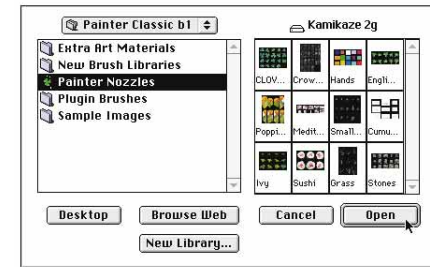 Painter Classic b1
Kamikaze 2g
Extra Art Materials
New Brush Libraries
Painter Nozzles
Plugin Brushes
Sample Images
CLOV... Crow... Hands Engli...
Poppi... Medit... Small... Cumu...
Ivy Sushi Grass Stones
Desktop Browse Web Cancel Open
New Library...